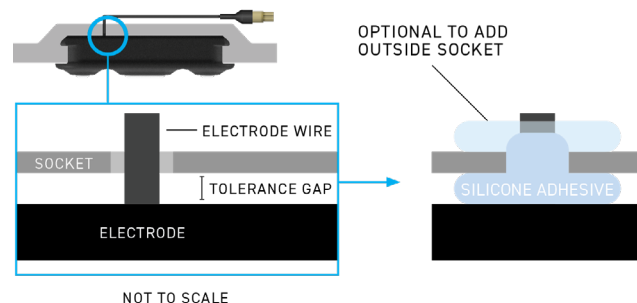 OPTIONAL TO ADD
OUTSIDE SOCKET
ELECTRODE WIRE
SOCKET
TOLERANCE GAP
SILICONE ADHESIVE
ELECTRODE
NOT TO SCALE